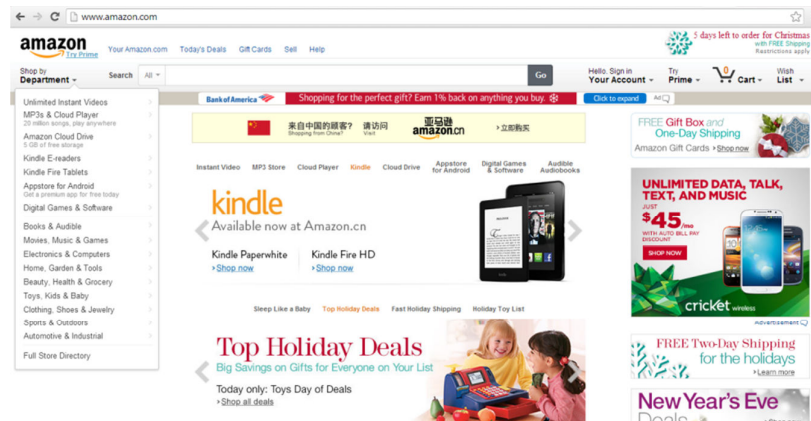 www.amazon.com
amazon
Try Prime
Your Amazon.com Today's Deals Gift Cards Sell Help
5 days left to order for Christmas
with FREE Shipping
Restrictions apply
Shop by
Department
Search All Go
Hello. Sign in
Your Account
Try
Prime
0
Cart
Wish
List
Unlimited Instant Videos
MP3s & Cloud Player
20 million songs, play anywhere
Amazon Cloud Drive
5 GB of free storage
Kindle E-readers
Kindle Fire Tablets
Appstore for Android
Get a premium app for free today
Digital Games & Software
Books & Audible
Movies, Music & Games
Electronics & Computers
Home, Garden & Tools
Beauty, Health & Grocery
Toys, Kids & Baby
Clothing, Shoes & Jewelry
Sports & Outdoors
Automotive & Industrial
Full Store Directory
Bank of America Shopping for the perfect gift? Earn 1% back on anything you buy. Click to expand Ad
来自中国的顾客? 请访问 亚马逊
Shopping from China? Visit amazon.cn 立即购买
Instant Video MP3 Store Cloud Player Kindle Cloud Drive Appstore for Android Digital Games & Software Audible Audiobooks
kindle
Available now at Amazon.cn
Kindle Paperwhite Kindle Fire HD
Shop now Shop now
Sleep Like a Baby Top Holiday Deals Fast Holiday Shipping Holiday Toy List
Top Holiday Deals
Big Savings on Gifts for Everyone on Your List
Today only: Toys Day of Deals
Shop all deals
FREE Gift Box and
One-Day Shipping
Amazon Gift Cards Shop now
UNLIMITED DATA, TALK,
TEXT, AND MUSIC
JUST
$45/mo
WITH AUTO BILL PAY
DISCOUNT
SHOP NOW
cricket wireless
Advertisement
FREE Two-Day Shipping
for the holidays
Learn more
New Year's Eve
Deals